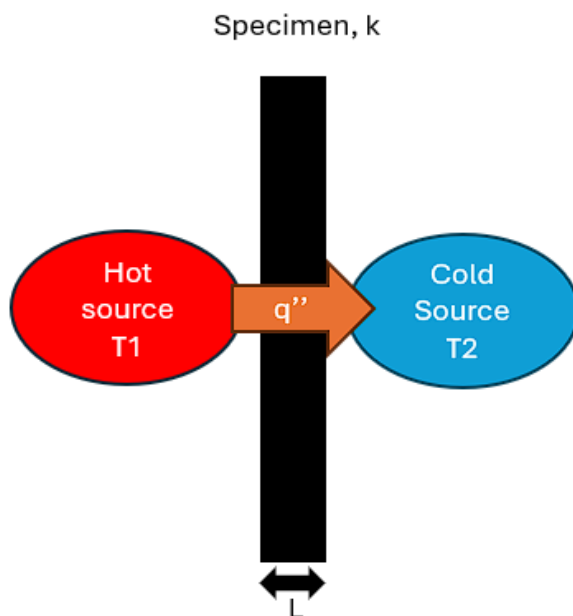 Specimen, k
Hot
source
T1
q’’
Cold
Source
T2
L